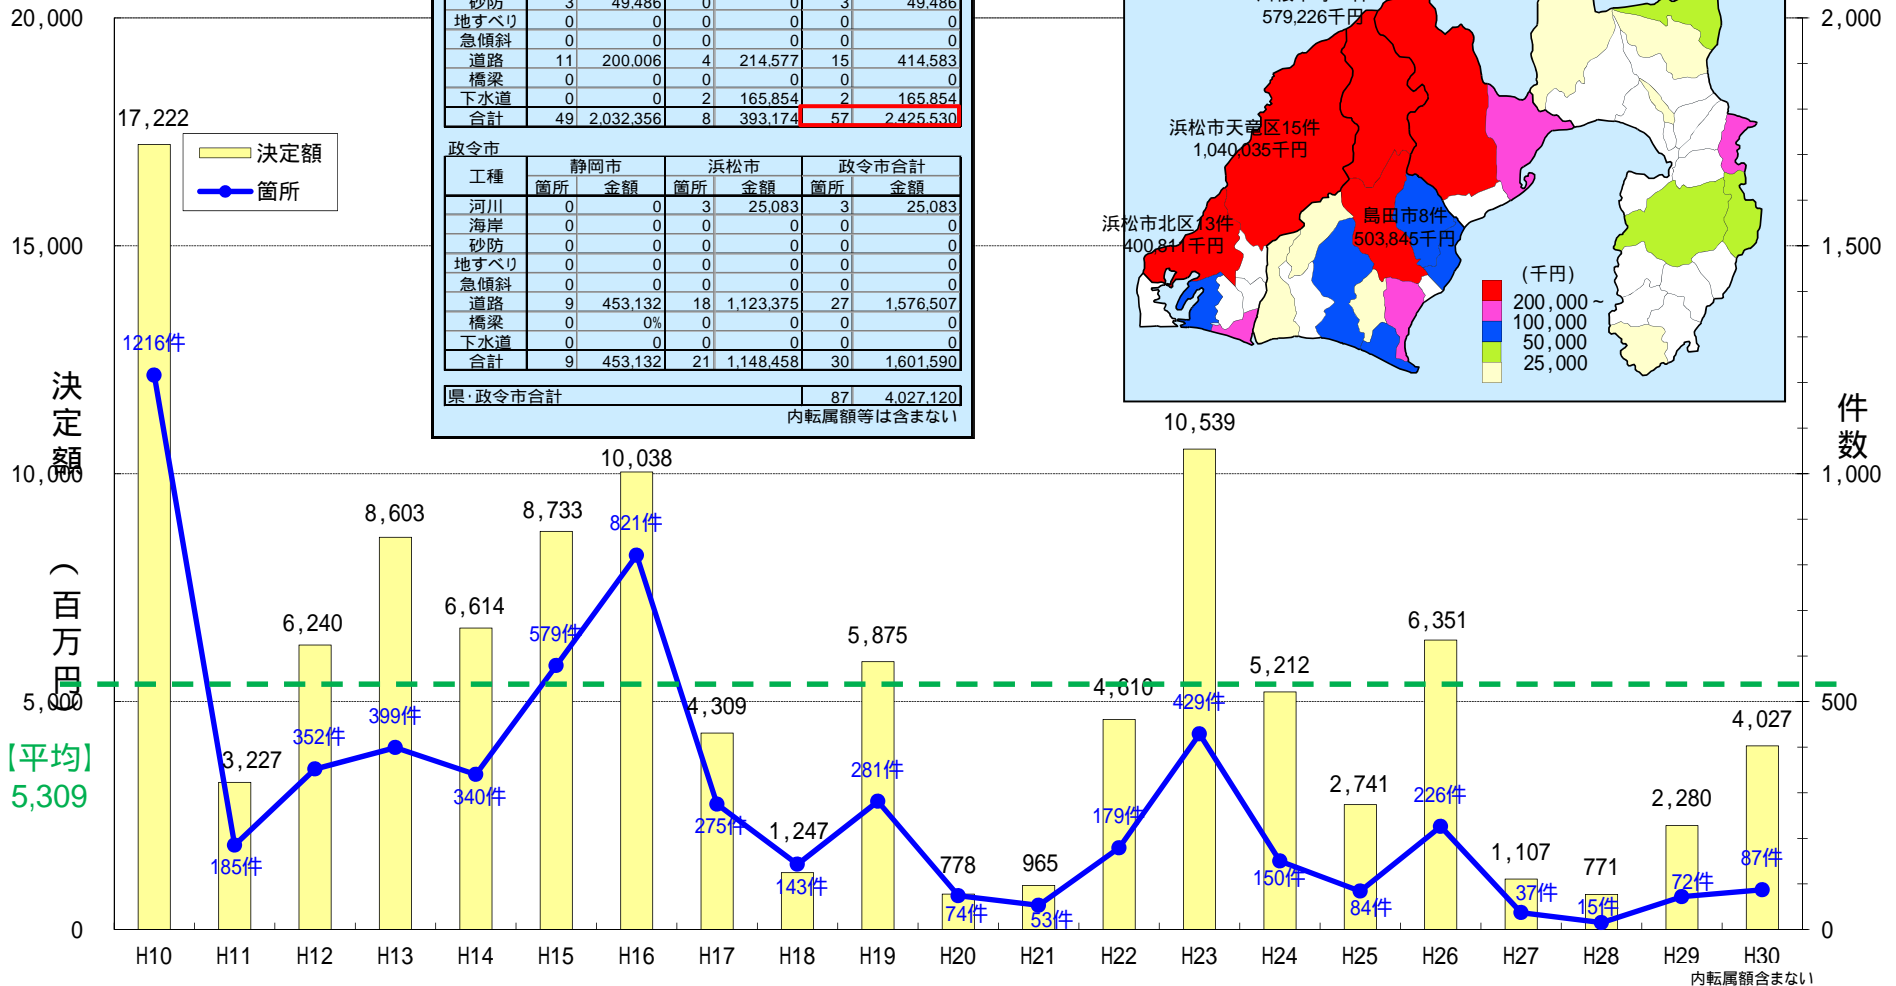 20,000
15,000
10,000
5,000
0
決定額
（百万円）
【平均】
5,309
決定額
箇所
砂防 3 49,486 0 0 3 49,486
地すべり 0 0 0 0 0 0
急傾斜 0 0 0 0 0 0
道路 11 200,006 4 214,577 15 414,583
橋梁 0 0 0 0 0 0
下水道 0 0 2 165,854 2 165,854
合計 49 2,032,356 8 393,174 57 2,425,530
政令市
工種 静岡市 浜松市 政令市合計
箇所 金額 箇所 金額 箇所 金額
河川 0 0 3 25,083 3 25,083
海岸 0 0 0 0 0 0
砂防 0 0 0 0 0 0
地すべり 0 0 0 0 0 0
急傾斜 0 0 0 0 0 0
道路 9 453,132 18 1,123,375 27 1,576,507
橋梁 0 0% 0 0 0 0
下水道 0 0 0 0 0 0
合計 9 453,132 21 1,148,458 30 1,601,590
県･政令市合計 87 4,027,120
内転属額等は含まない
579,226千円
浜松市天竜区15件
1,040,035千円
浜松市北区13件
400,811千円
島田市8件
503,845千円
(千円)
200,000～
100,000
50,000
25,000
2,000
1,500
1,000
500
0
件数
17,222
3,227
6,240
8,603
6,614
8,733
10,038
4,309
1,247
5,875
778
965
4,610
10,539
5,212
2,741
6,351
1,107
771
2,280
4,027
1216件
185件
352件
399件
340件
579件
821件
275件
143件
281件
74件
53件
179件
429件
150件
84件
226件
37件
15件
72件
87件
H10 H11 H12 H13 H14 H15 H16 H17 H18 H19 H20 H21 H22 H23 H24 H25 H26 H27 H28 H29 H30
内転属額含まない